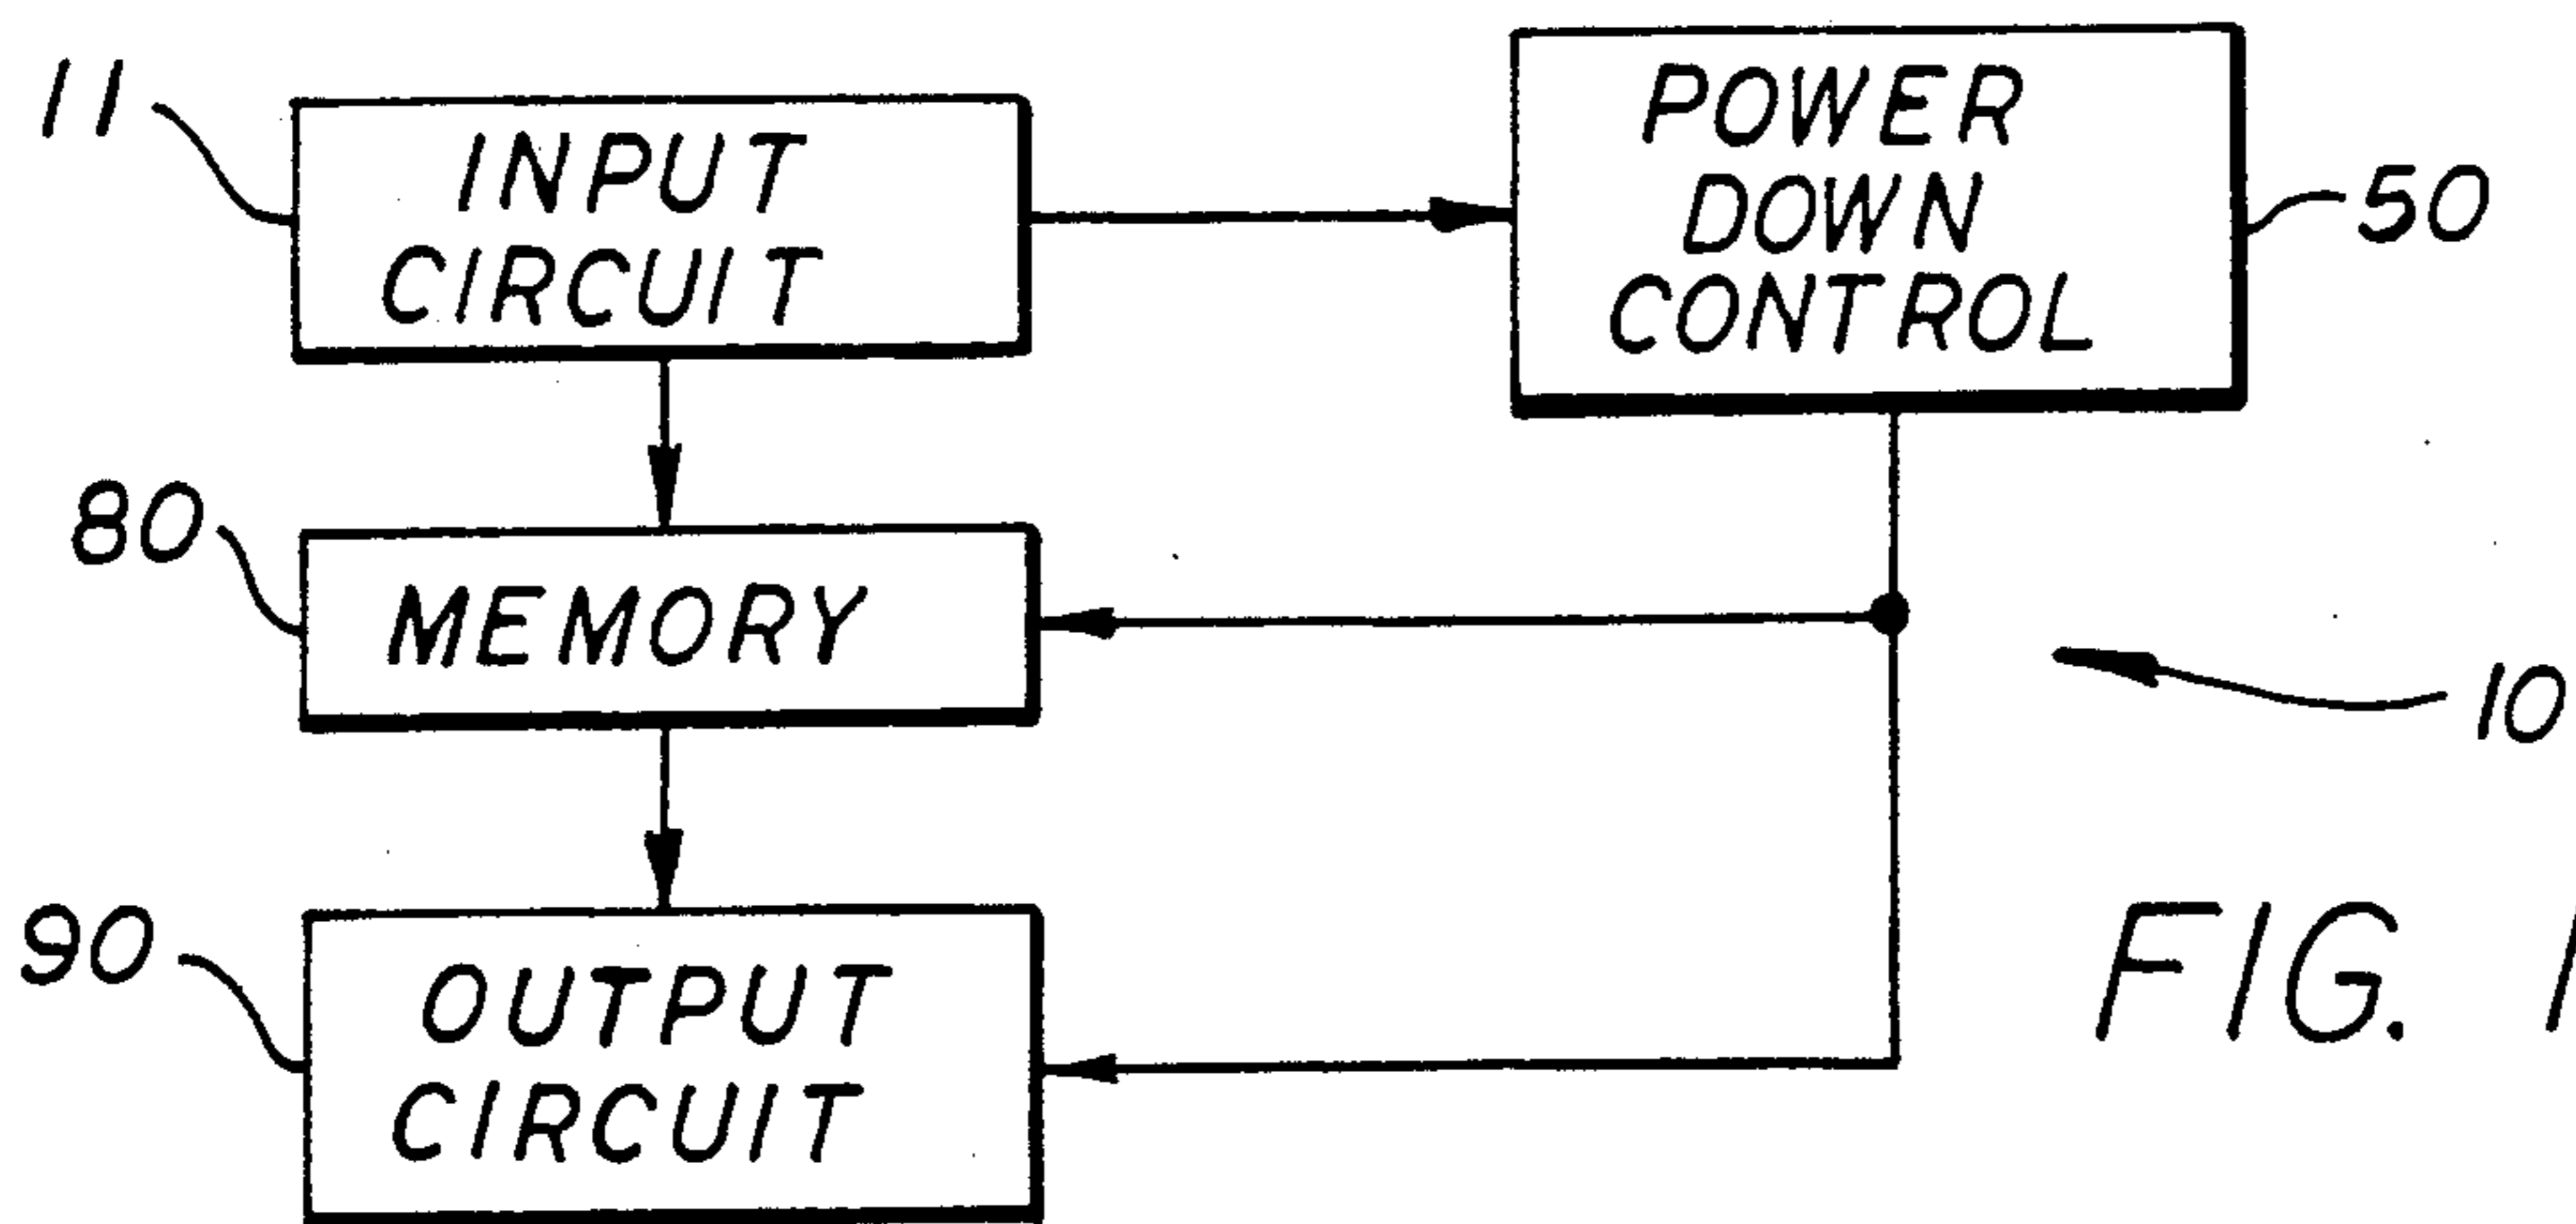 11
INPUT
CIRCUIT
POWER
DOWN
CONTROL
50
80
MEMORY
10
90
OUTPUT
CIRCUIT
FIG. 1